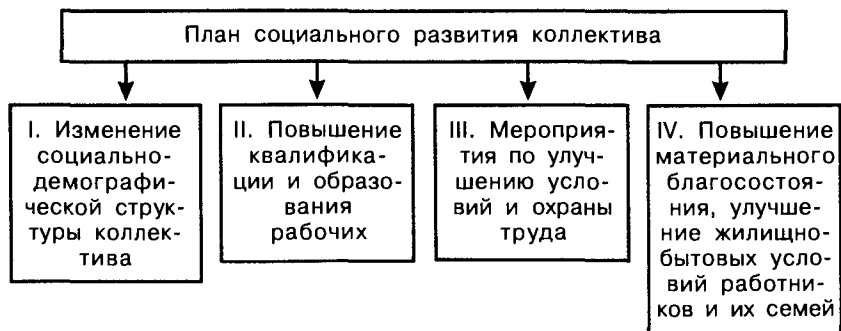 План социального развития коллектива
I. Изменение
социально-
демографи-
ческой струк-
туры коллек-
тива
II. Повышение
квалифика-
ции и образо-
вания
рабочих
III. Мероприя-
тия по улуч-
шению усло-
вий и охраны
труда
IV. Повышение
материального
благосостоя-
ния, улучше-
ние жилищно-
бытовых усло-
вий работни-
ков и их семей